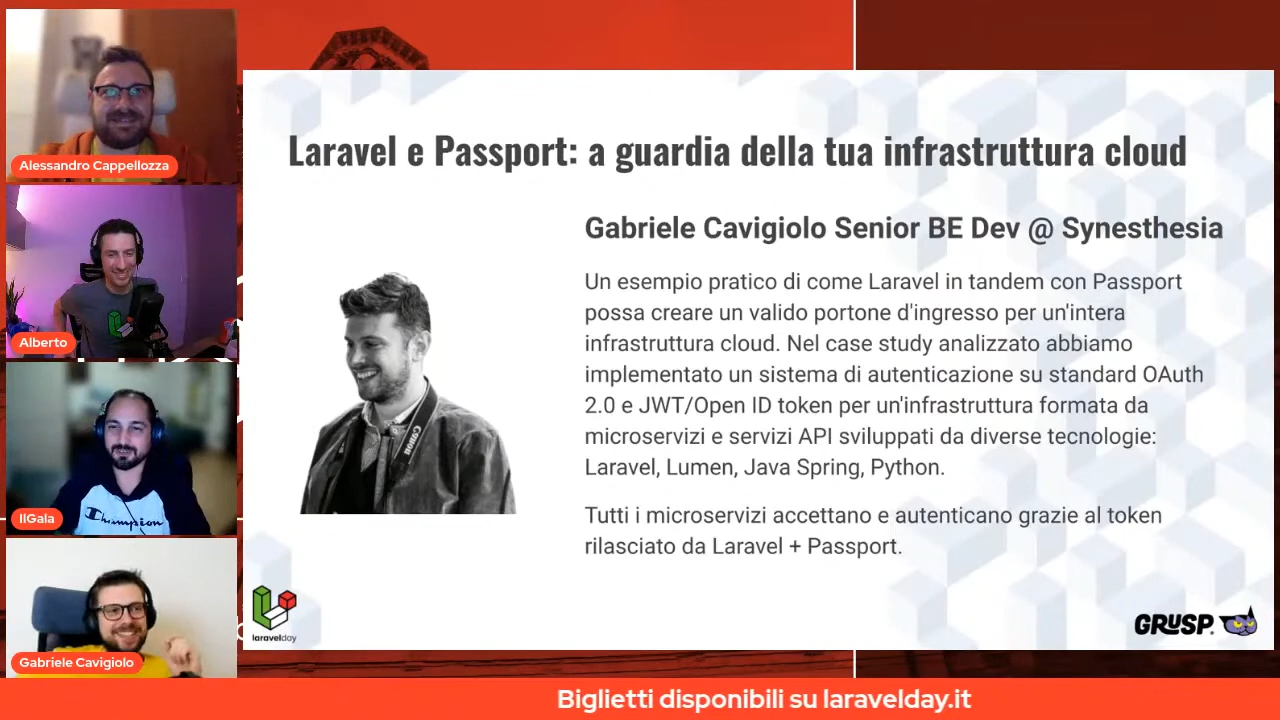 Laravel e Passport: a guardia della tua infrastruttura cloud
Gabriele Cavigiolo Senior BE Dev @ Synesthesia
Un esempio pratico di come Laravel in tandem con Passport
possa creare un valido portone d'ingresso per un'intera
infrastruttura cloud. Nel case study analizzato abbiamo
implementato un sistema di autenticazione su standard OAuth
2.0 e JWT/Open ID token per un'infrastruttura formata da
microservizi e servizi API sviluppati da diverse tecnologie:
Laravel, Lumen, Java Spring, Python.
Tutti i microservizi accettano e autenticano grazie al token
rilasciato da Laravel + Passport.
Canon
laravelday
GRUSP.
Alessandro Cappellozza
Alberto
Champion
IlGala
Gabriele Cavigiolo
Biglietti disponibili su laravelday.it